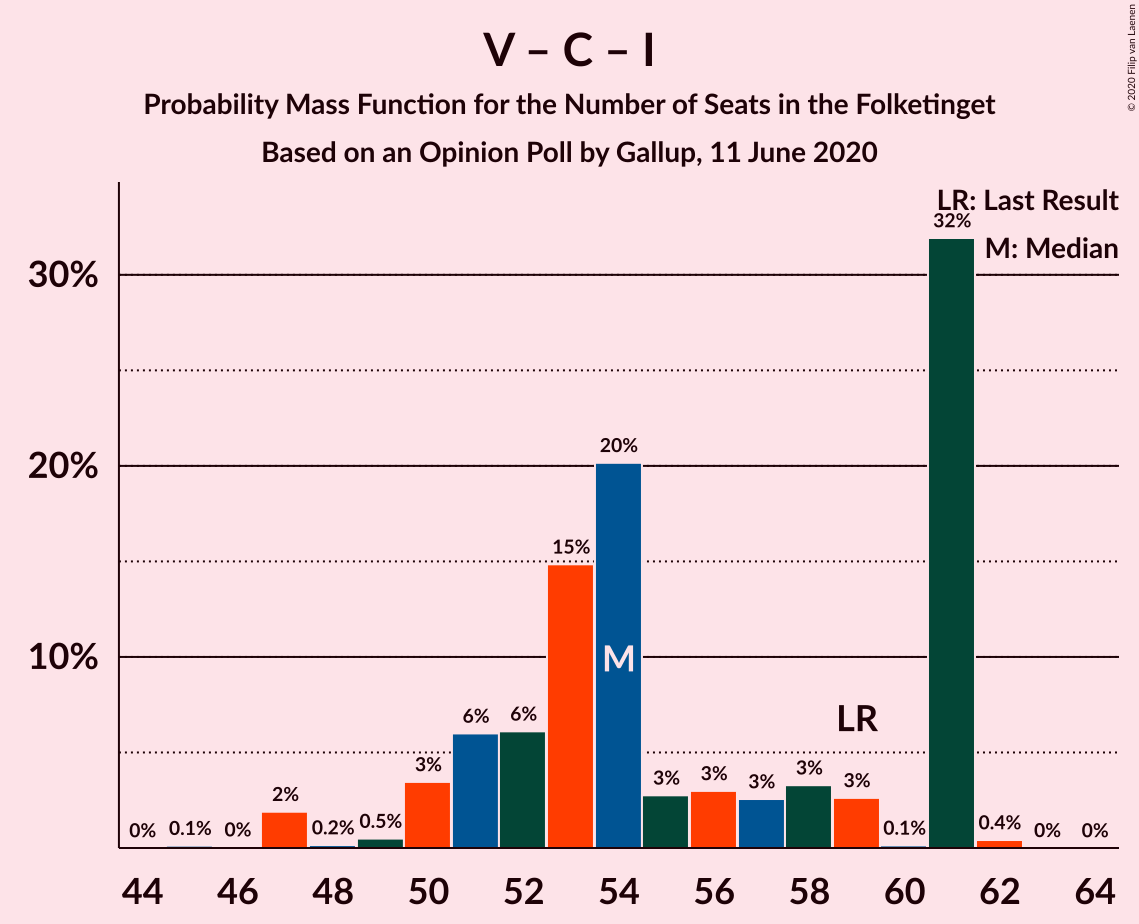 V – C – I
Probability Mass Function for the Number of Seats in the Folketinget
Based on an Opinion Poll by Gallup, 11 June 2020
© 2020 Filip van Laenen
LR: Last Result
M: Median
30%
20%
10%
0%
0.1%
0%
2%
0.2%
0.5%
3%
6%
6%
15%
20%
3%
3%
3%
3%
3%
0.1%
32%
0.4%
0%
0%
M
LR
44 46 48 50 52 54 56 58 60 62 64